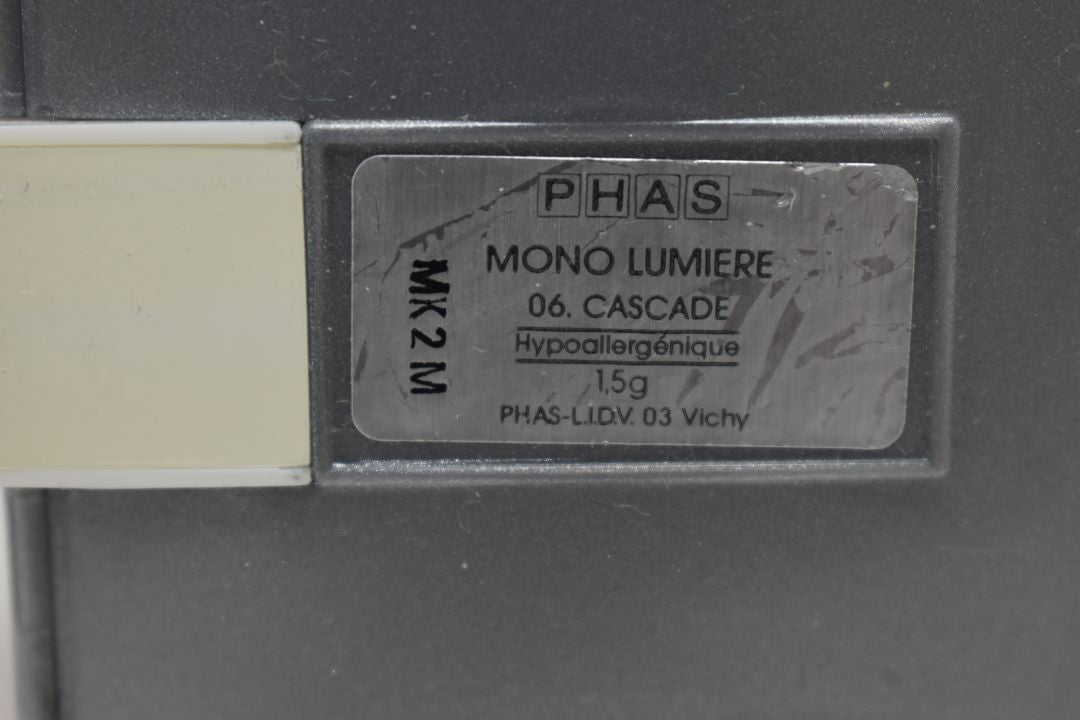 PHAS
MONO LUMIERE
06. CASCADE
Hypoallergénique
1,5g
PHAS-L.I.D.V. 03 Vichy
MK 2 M